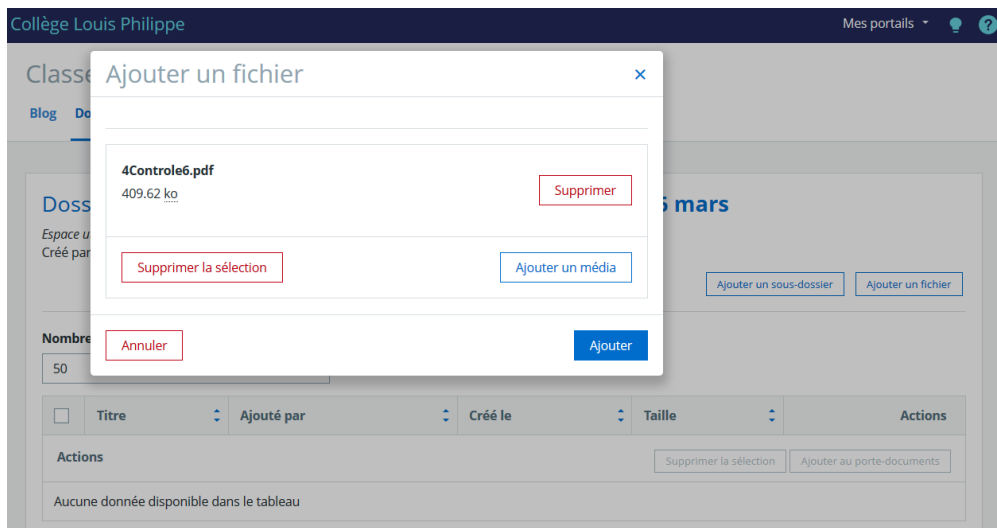 Collège Louis Philippe
Mes portails
?
Classe
Ajouter un fichier
×
Blog Do
4Controle6.pdf
409.62 ko
Supprimer
Doss
mars
Espace u
Créé par
Supprimer la sélection
Ajouter un média
Ajouter un sous-dossier
Ajouter un fichier
Nombre
Annuler
Ajouter
50
Titre Ajouté par Créé le Taille Actions
Actions
Supprimer la sélection
Ajouter au porte-documents
Aucune donnée disponible dans le tableau